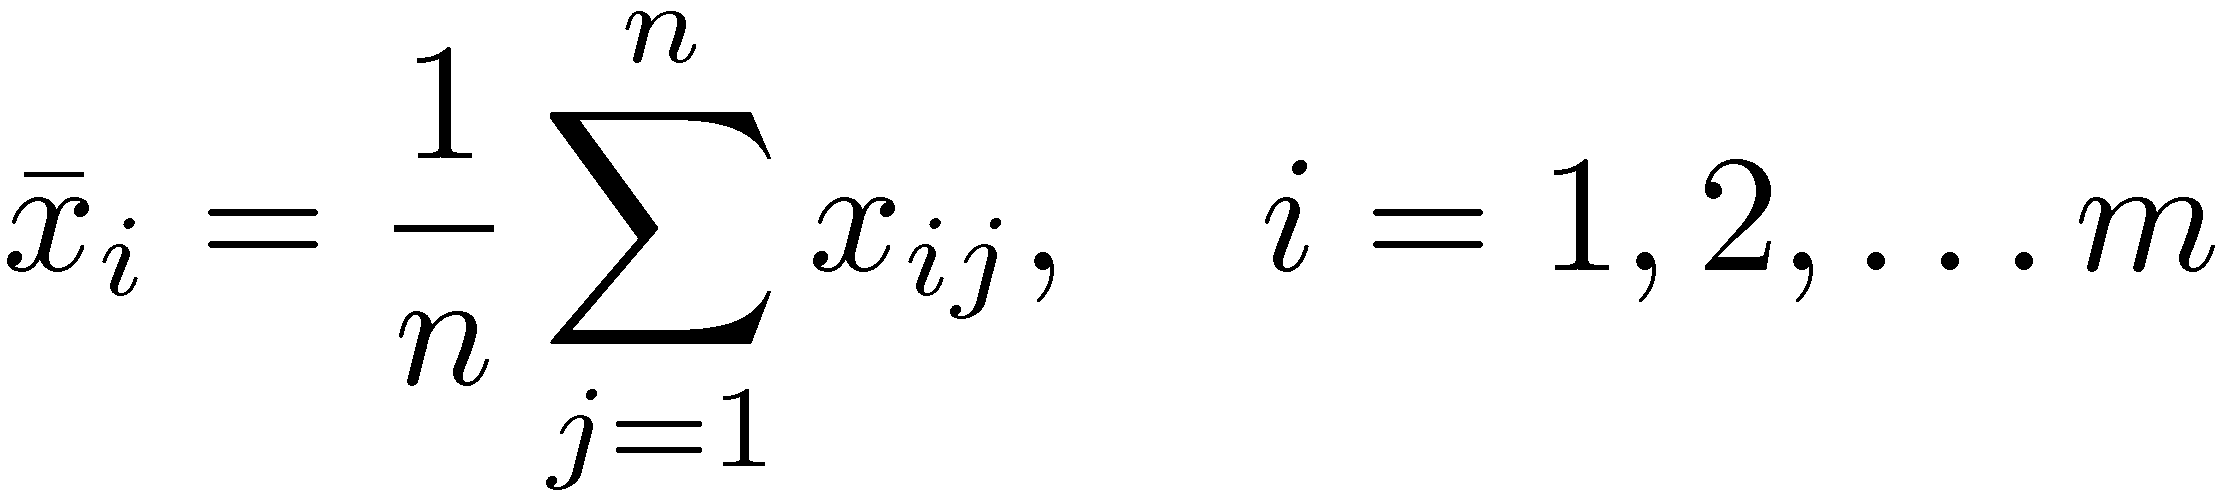 x̄ᵢ = 1/n ∑ⱼ₌₁ⁿ xᵢⱼ, i = 1, 2, . . . m